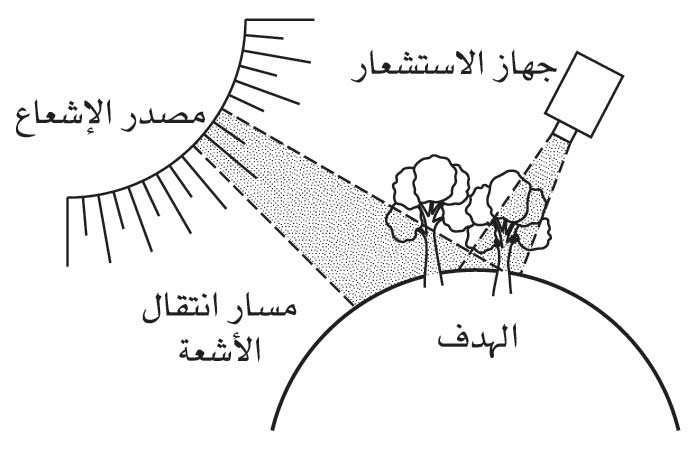 جهاز الاستشعار
مصدر الإشعاع
مسار انتقال
الأشعة
الهدف